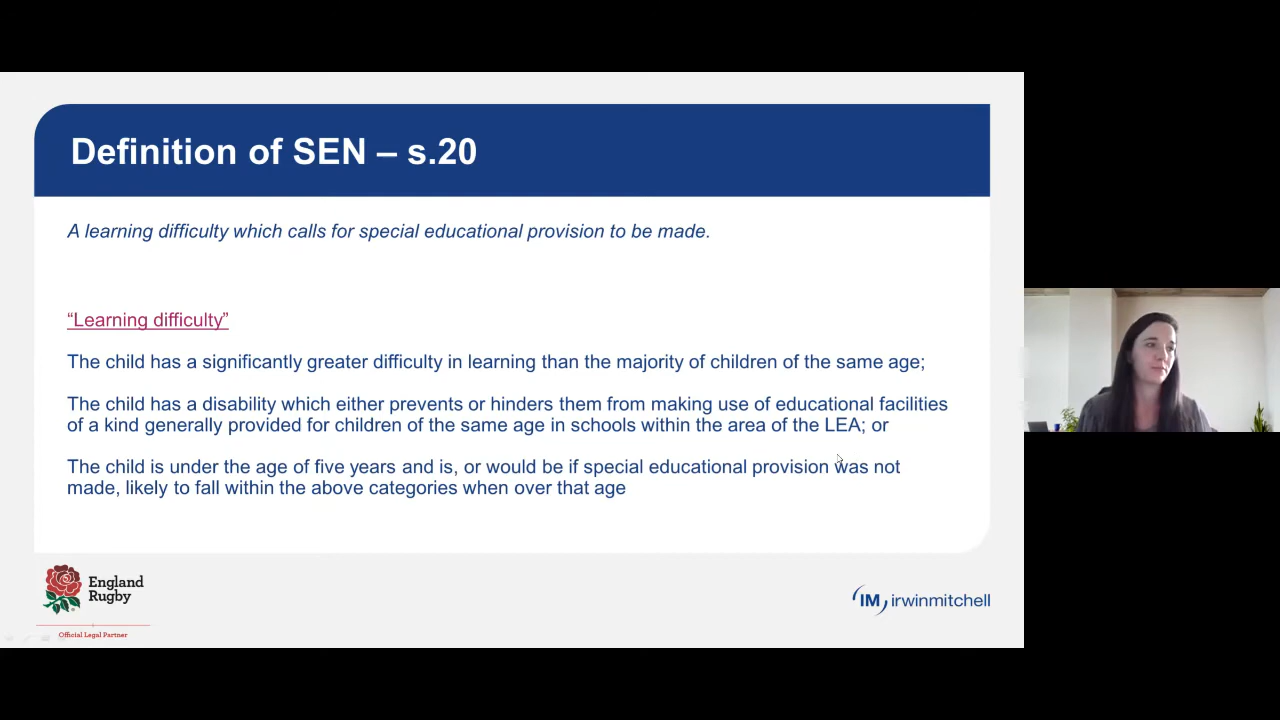 Definition of SEN – s.20
A learning difficulty which calls for special educational provision to be made.
“Learning difficulty”
The child has a significantly greater difficulty in learning than the majority of children of the same age;
The child has a disability which either prevents or hinders them from making use of educational facilities
of a kind generally provided for children of the same age in schools within the area of the LEA; or
The child is under the age of five years and is, or would be if special educational provision was not
made, likely to fall within the above categories when over that age
England
Rugby
Official Legal Partner
IM irwinmitchell